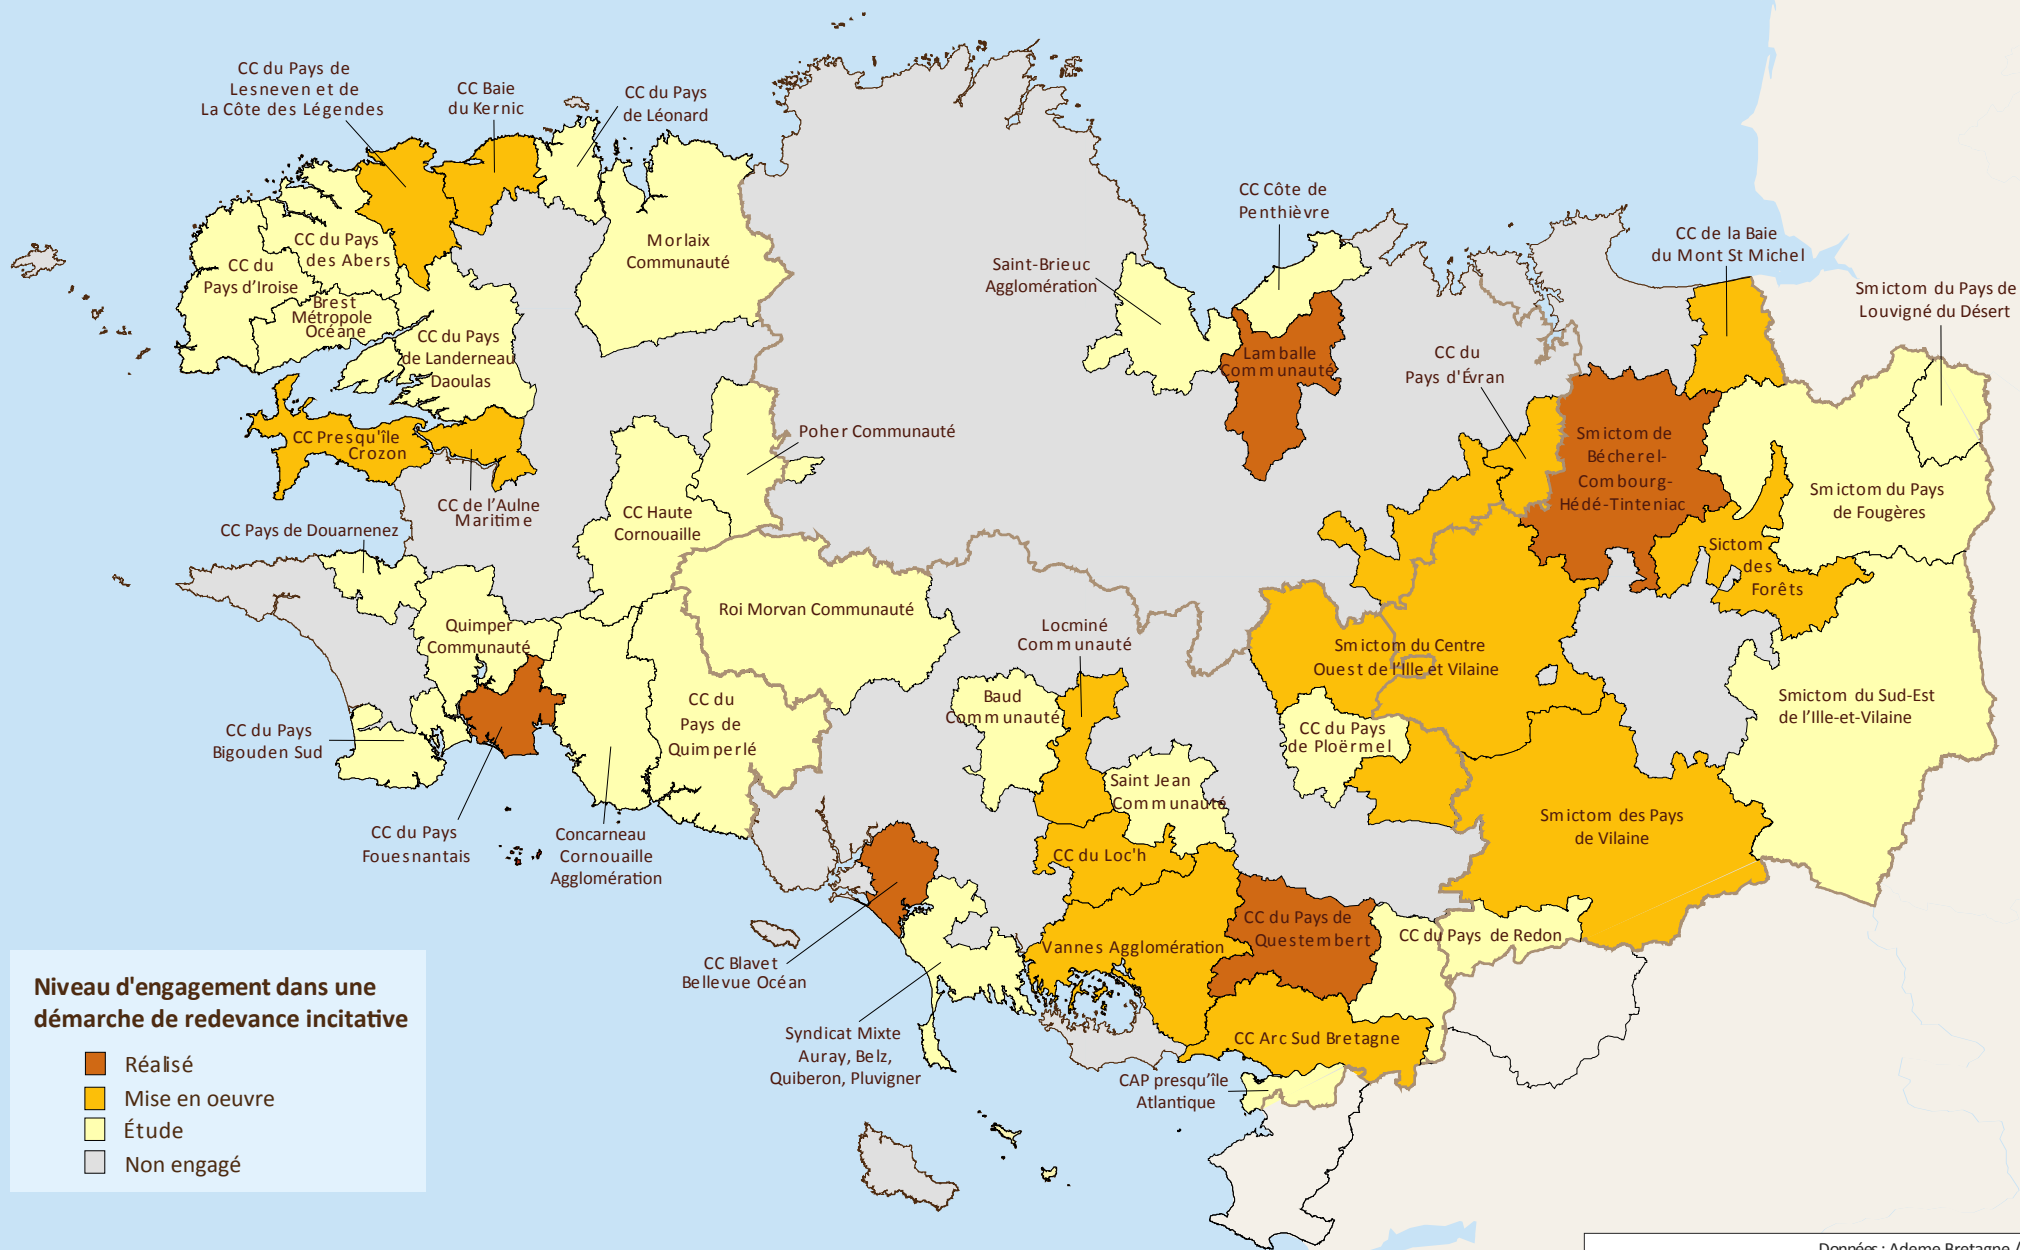 CC du Pays de
Lesneven et de
La Côte des Légendes
CC Baie
du Kernic
CC du Pays
de Léonard
Morlaix
Communauté
CC du Pays
des Abers
CC du
Pays d'Iroise
Brest
Métropole
Océane
CC du Pays
de Landerneau
Daoulas
CC Presqu'île
Crozon
CC de l'Aulne
Maritime
CC Pays de Douarnenez
Poher Communauté
CC Haute
Cornouaille
Quimper
Communauté
Roi Morvan Communauté
CC du Pays
Bigouden Sud
CC du Pays
Fouesnantais
Concarneau
Cornouaille
Agglomération
CC du
Pays de
Quimperlé
Saint-Brieuc
Agglomération
CC Côte de
Penthièvre
Lamballe
Communauté
CC du
Pays d'Évran
CC de la Baie
du Mont St Michel
Smictom du Pays de
Louvigné du Désert
Smictom de
Bécherel-
Combourg-
Hédé-Tinteniac
Smictom du Pays
de Fougères
Sictom
des
Forêts
Smictom du Centre
Ouest de l'Ille et Vilaine
Smictom du Sud-Est
de l'Ille-et-Vilaine
Locminé
Communauté
Baud
Communauté
CC du Pays
de Ploërmel
Saint Jean
Communauté
Smictom des Pays
de Vilaine
CC du Loc'h
CC du Pays de
Questembert
CC du Pays de Redon
Vannes Agglomération
CC Blavet
Bellevue Océan
Syndicat Mixte
Auray, Belz,
Quiberon, Pluvigner
CC Arc Sud Bretagne
CAP presqu'île
Atlantique
Niveau d'engagement dans une
démarche de redevance incitative
Réalisé
Mise en oeuvre
Étude
Non engagé
Données : Ademe Bretagne /